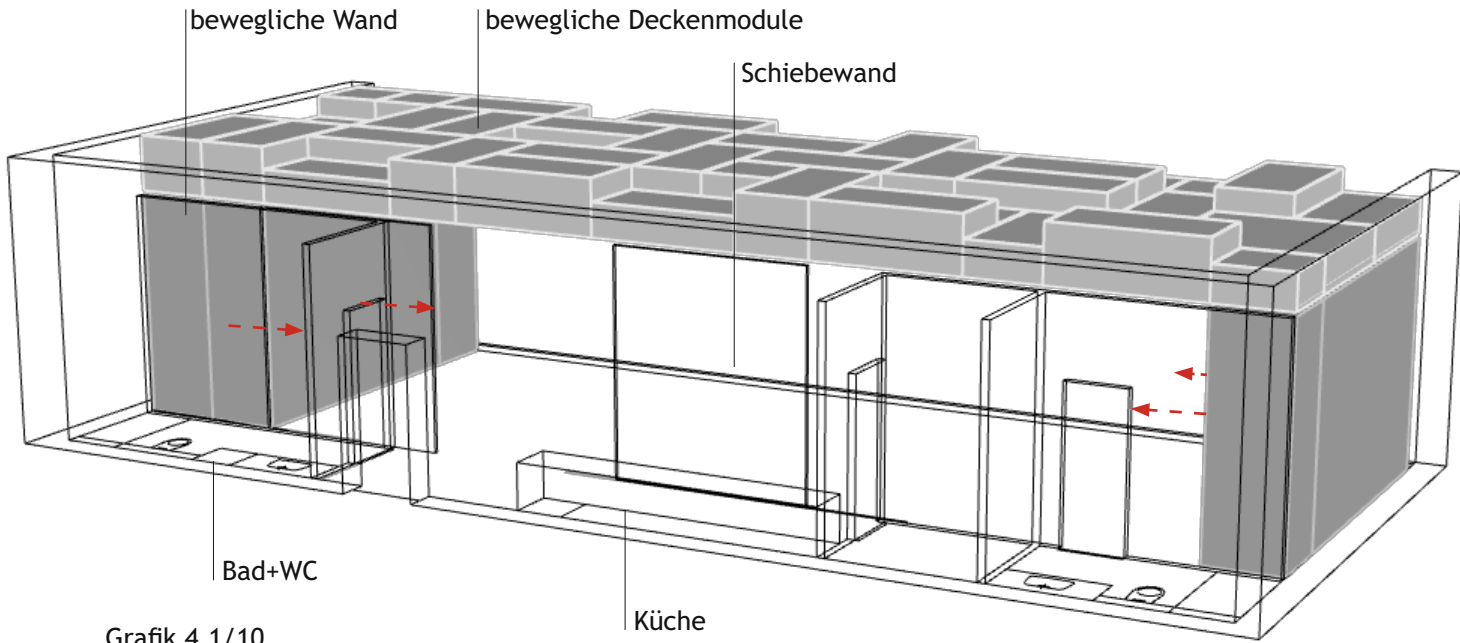 bewegliche Wand
bewegliche Deckenmodule
Schiebewand
Bad+WC
Küche
Grafik 4.1/10